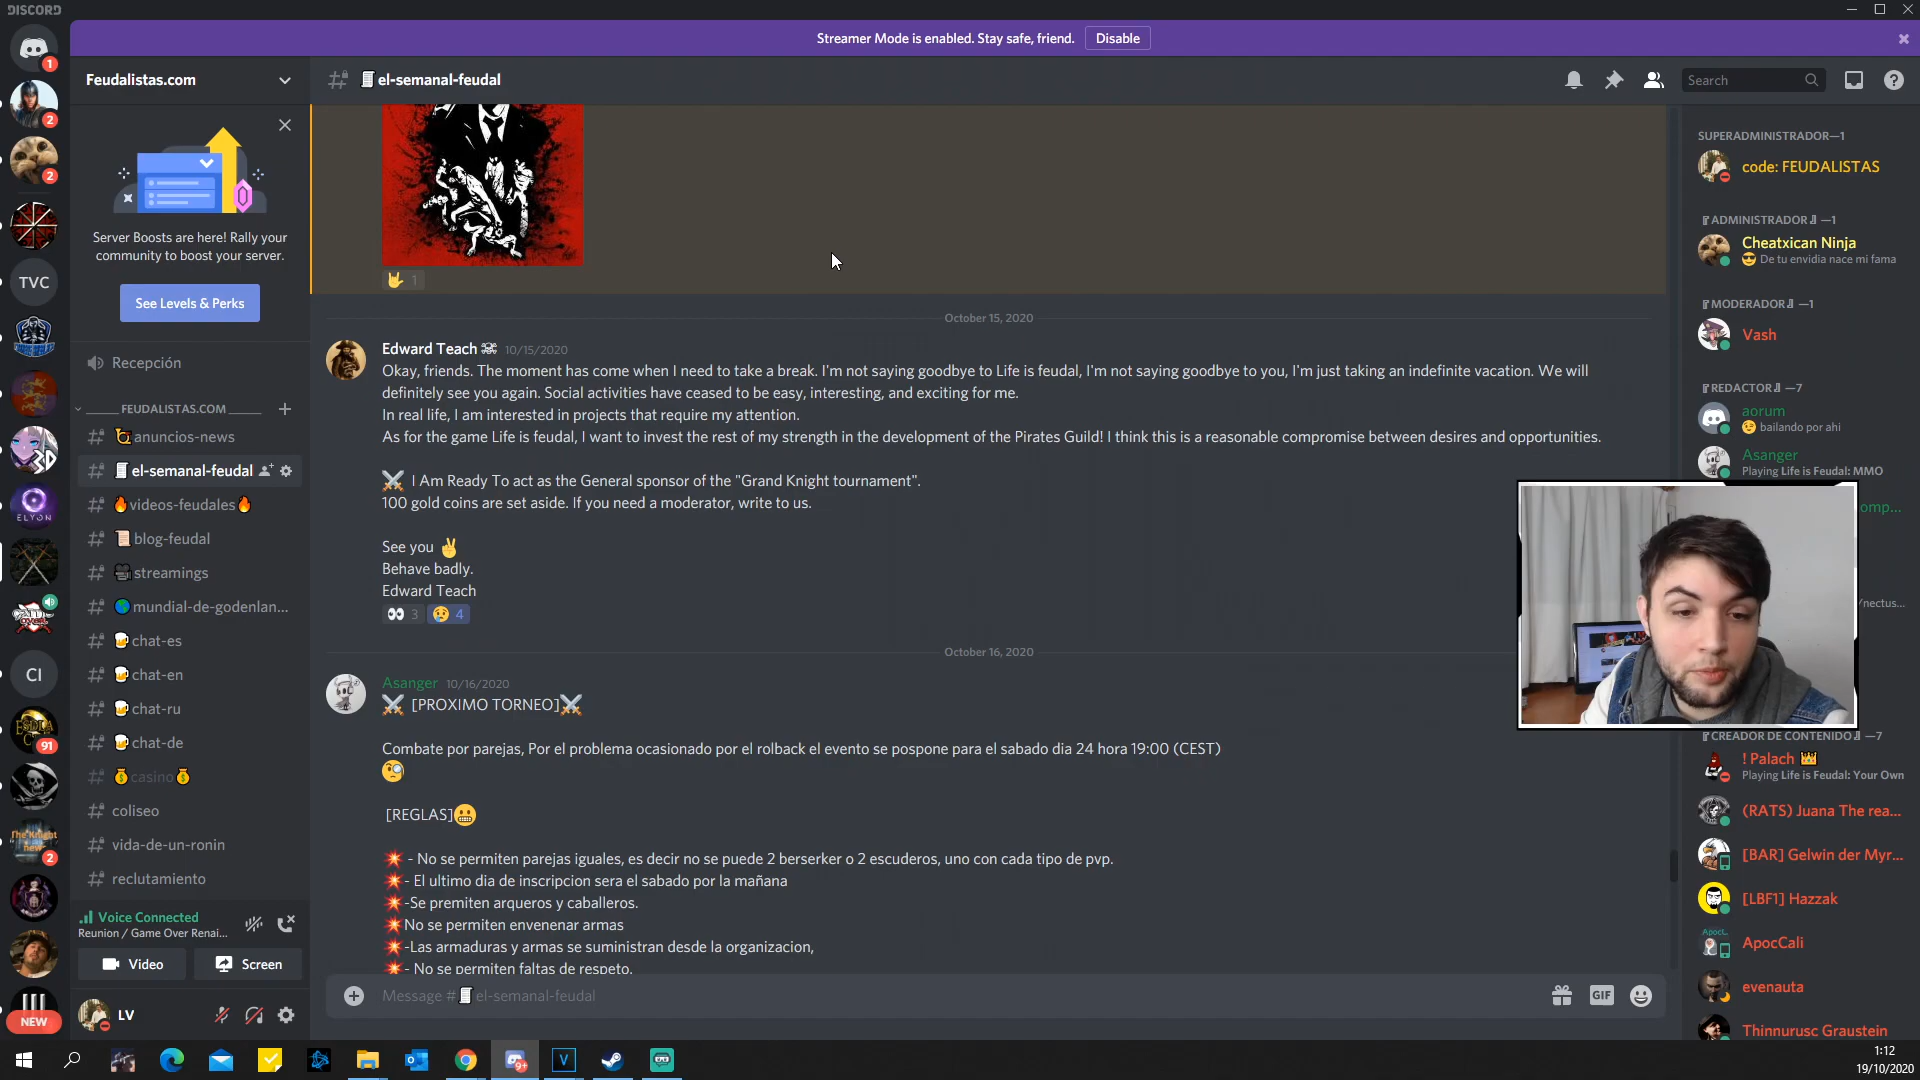 DISCORD
Streamer Mode is enabled. Stay safe, friend.
Disable
1
Feudalistas.com
el-semanal-feudal
Search
2
2
Server Boosts are here! Rally your
community to boost your server.
See Levels & Perks
TVC
Recepción
FEUDALISTAS.COM
anuncios-news
el-semanal-feudal
videos-feudales
blog-feudal
streamings
mundial-de-godenlan...
chat-es
chat-en
chat-ru
chat-de
casino
coliseo
vida-de-un-ronin
reclutamiento
3D
ELYON
CI
91
2
NEW
Voice Connected
Reunion / Game Over Renai...
Video
Screen
LV
1
October 15, 2020
Edward Teach 10/15/2020
Okay, friends. The moment has come when I need to take a break. I'm not saying goodbye to Life is feudal, I'm not saying goodbye to you, I'm just taking an indefinite vacation. We will
definitely see you again. Social activities have ceased to be easy, interesting, and exciting for me.
In real life, I am interested in projects that require my attention.
As for the game Life is feudal, I want to invest the rest of my strength in the development of the Pirates Guild! I think this is a reasonable compromise between desires and opportunities.
I Am Ready To act as the General sponsor of the "Grand Knight tournament".
100 gold coins are set aside. If you need a moderator, write to us.
See you
Behave badly.
Edward Teach
3 4
October 16, 2020
Asanger 10/16/2020
[PROXIMO TORNEO]
Combate por parejas, Por el problema ocasionado por el rolback el evento se pospone para el sabado dia 24 hora 19:00 (CEST)
[REGLAS]
- No se permiten parejas iguales, es decir no se puede 2 berserker o 2 escuderos, uno con cada tipo de pvp.
- El ultimo dia de inscripcion sera el sabado por la mañana
-Se premiten arqueros y caballeros.
No se permiten envenenar armas
-Las armaduras y armas se suministran desde la organizacion,
- No se permiten faltas de respeto.
Message #el-semanal-feudal
GIF
SUPERADMINISTRADOR—1
code: FEUDALISTAS
『ADMINISTRADOR』—1
Cheatxican Ninja
De tu envidia nace mi fama
『MODERADOR』—1
Vash
『REDACTOR』—7
aorum
bailando por ahi
Asanger
Playing Life is Feudal: MMO
omp...
/nectus...
『CREADOR DE CONTENIDO』—7
! Palach
Playing Life is Feudal: Your Own
(RATS) Juana The rea...
[BAR] Gelwin der Myr...
[LBF1] Hazzak
ApocCali
evenauta
Thinnurusc Graustein
9+
V
1:12
19/10/2020